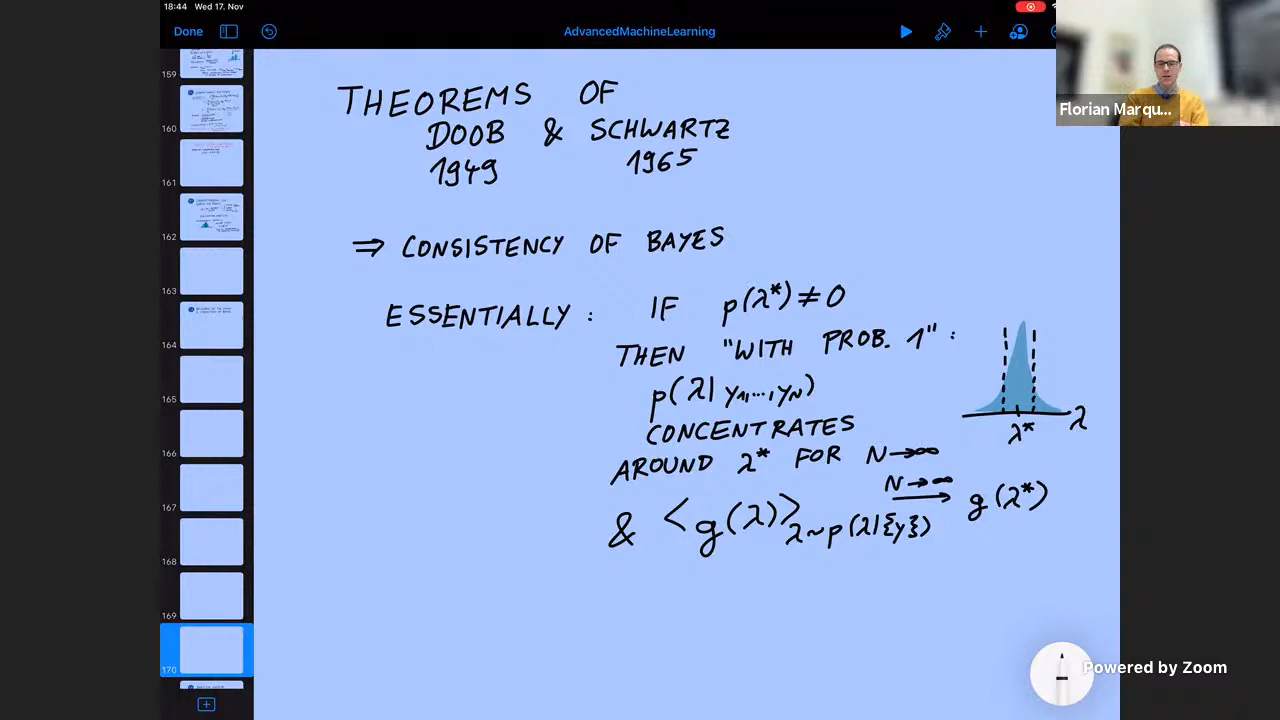 18:44 Wed 17. Nov
Done
AdvancedMachineLearning
Florian Marqu...
159
160
161
162
163
164
165
166
167
168
169
170
THEOREMS OF
DOOB & SCHWARTZ
1949 1965
⇒ CONSISTENCY OF BAYES
ESSENTIALLY: IF p(λ*) ≠ 0
THEN "WITH PROB. 1":
p(λ|y₁,...,y_N)
CONCENTRATES
AROUND λ* FOR N→∞
& <g(λ)>_{λ~p(λ|{y})} N→∞ ⟶ g(λ*)
λ* λ
Powered by Zoom